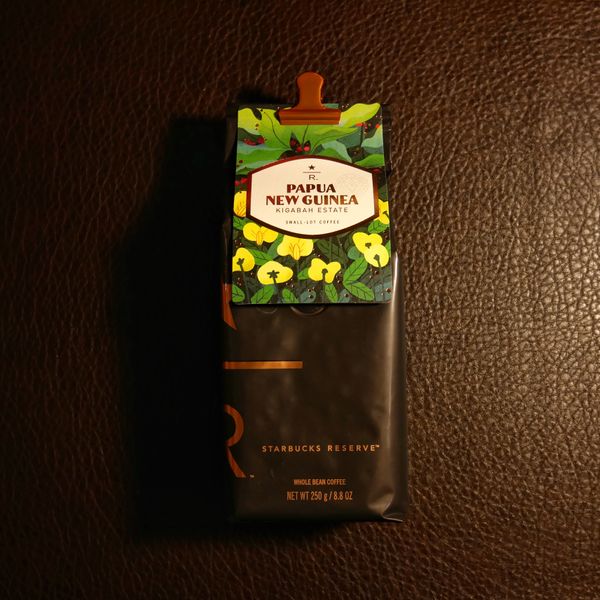 ★
R.
PAPUA
NEW GUINEA
KIGABAH ESTATE
SMALL-LOT COFFEE
R
STARBUCKS RESERVE™
WHOLE BEAN COFFEE
NET WT 250 g / 8.8 OZ